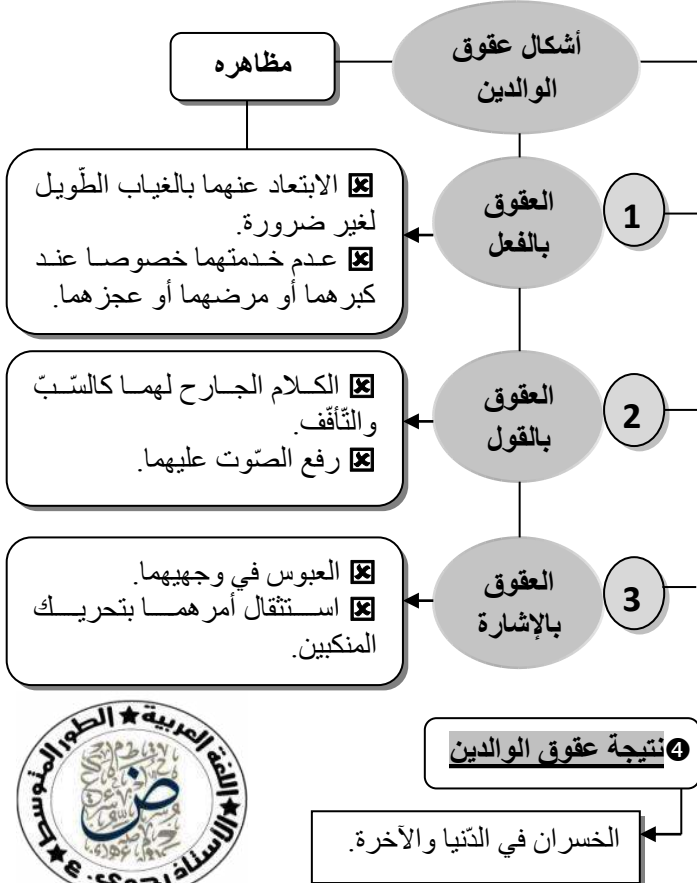 أشكال عقوق
الوالدين
مظاهره
1
العقوق
بالفعل
الابتعاد عنهما بالغياب الطّويل
لغير ضرورة.
عدم خدمتهما خصوصا عند
كبرهما أو مرضهما أو عجزهما.
2
العقوق
بالقول
الكلام الجارح لهما كالسّبّ
والتّأفّف.
رفع الصّوت عليهما.
3
العقوق
بالإشارة
العبوس في وجهيهما.
استثقال أمرهما بتحريك
المنكبين.
❹نتيجة عقوق الوالدين
الخسران في الدّنيا والآخرة.
اللغة العربية ★ الطور المتوسط
ض